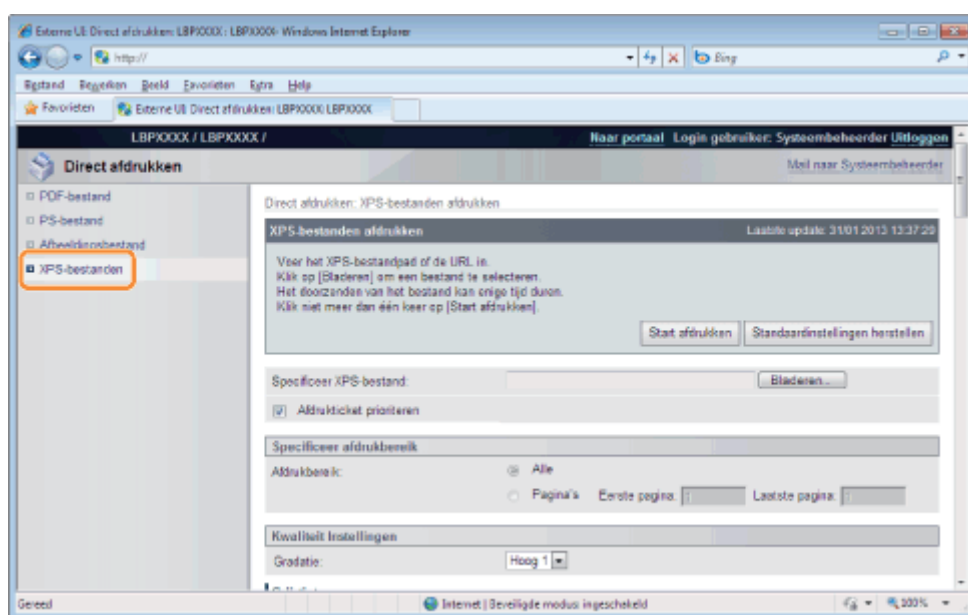 Externe UI: Direct afdrukken: LBPXXXX : LBPXXXX- Windows Internet Explorer
http://
Bing
Bestand Bewerken Beeld Favorieten Extra Help
Favorieten Externe UI: Direct afdrukken: LBPXXXX: LBPXXXX
LBPXXXX / LBPXXXX / Naar portaal Login gebruiker: Systeembeheerder Uitloggen
Direct afdrukken Mail naar Systeembeheerder
PDF-bestand
PS-bestand
Afbeeldingsbestand
XPS-bestanden
Direct afdrukken: XPS-bestanden afdrukken
XPS-bestanden afdrukken Laatste update: 31/01 2013 13:37:29
Voer het XPS-bestandpad of de URL in.
Klik op [Bladeren] om een bestand te selecteren.
Het doorzenden van het bestand kan enige tijd duren.
Klik niet meer dan één keer op [Start afdrukken].
Start afdrukken Standaardinstellingen herstellen
Specificeer XPS-bestand: Bladeren...
Afdrukticket prioriteren
Specificeer afdrukbereik
Afdrukbereik: Alle
Pagina's Eerste pagina: Laatste pagina:
Kwaliteit Instellingen
Gradatie: Hoog 1
Gereed Internet | Beveiligde modus: ingeschakeld 100%